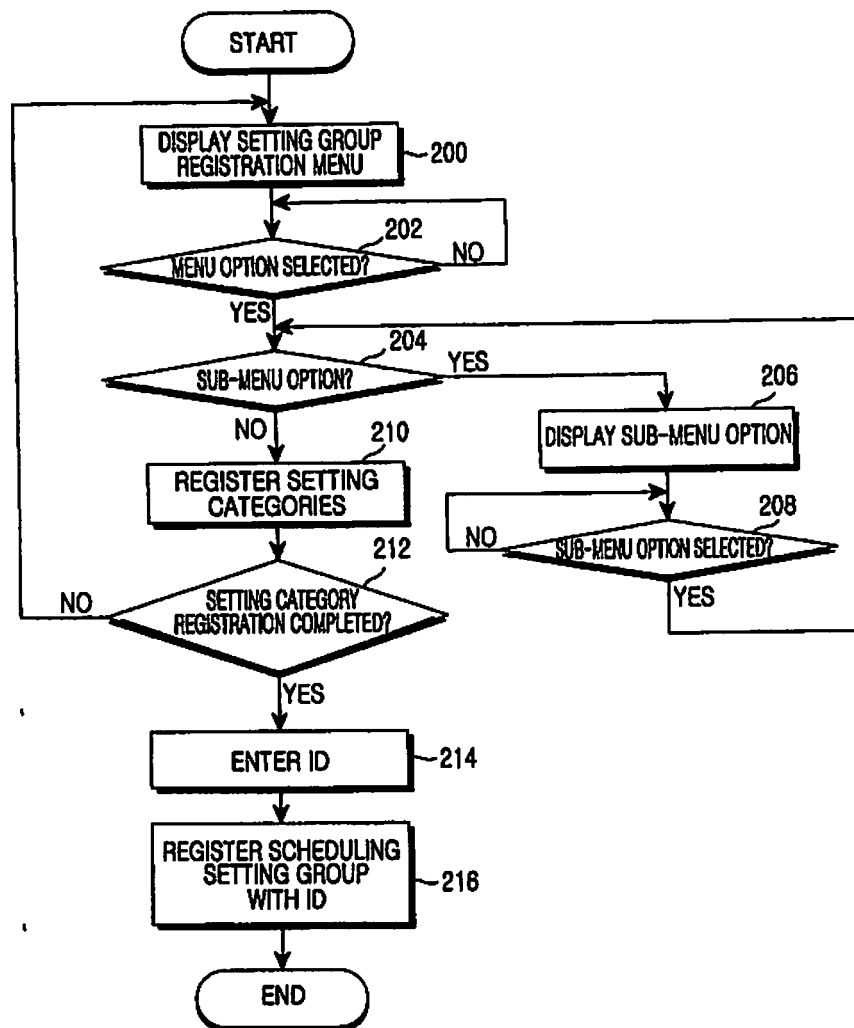 START
DISPLAY SETTING GROUP
REGISTRATION MENU
200
202
MENU OPTION SELECTED?
NO
YES
204
SUB-MENU OPTION?
YES
NO
206
DISPLAY SUB-MENU OPTION
210
REGISTER SETTING
CATEGORIES
208
SUB-MENU OPTION SELECTED?
NO
YES
212
SETTING CATEGORY
REGISTRATION COMPLETED?
NO
YES
ENTER ID
214
REGISTER SCHEDULING
SETTING GROUP
WITH ID
216
END